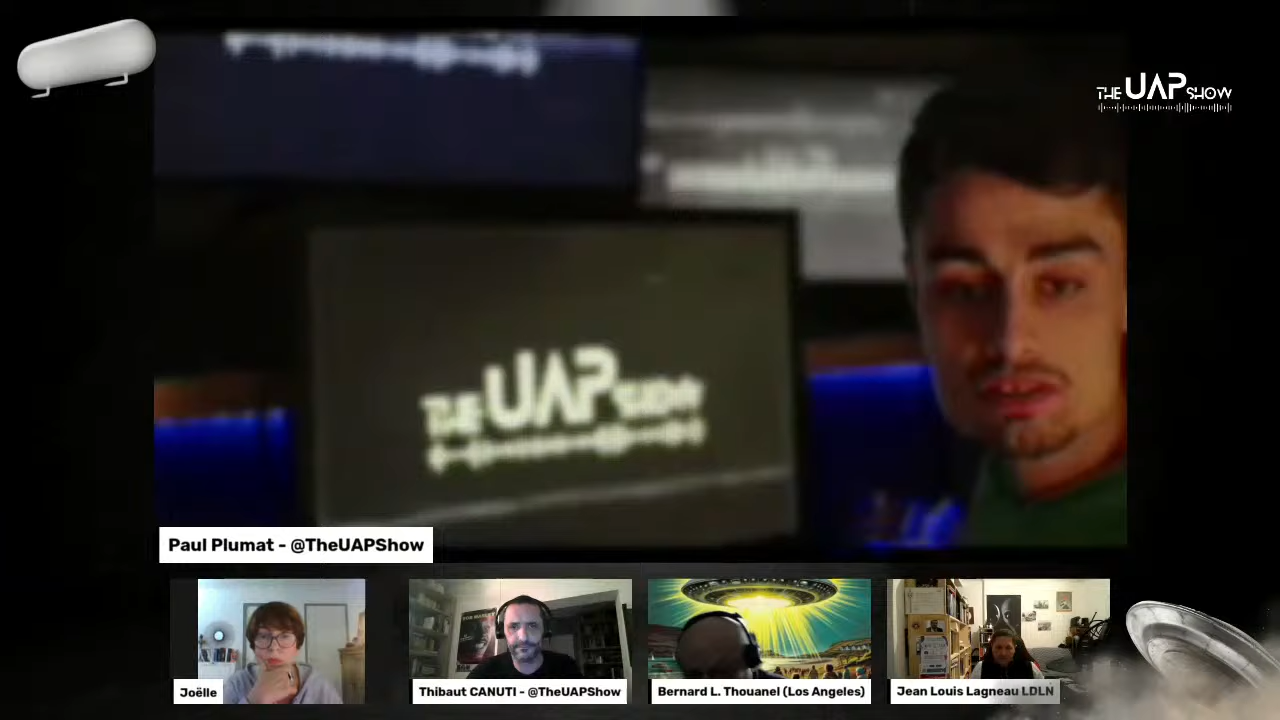 THE UAP SHOW
THE UAP SHOW
Paul Plumat - @TheUAPShow
Joëlle
Thibaut CANUTI - @TheUAPShow
Bernard L. Thouanel (Los Angeles)
Jean Louis Lagneau LDLN